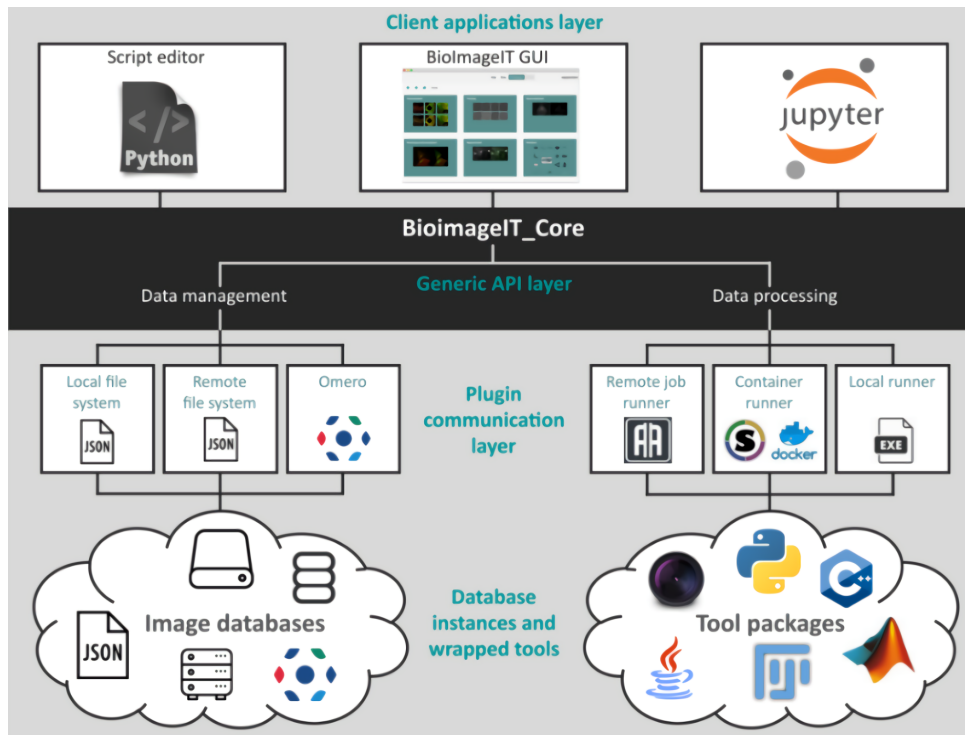 Client applications layer
Script editor
</>
Python
BioImageIT GUI
jupyter
BioimageIT_Core
Generic API layer
Data management
Data processing
Local file
system
JSON
Remote
file system
JSON
Omero
Plugin
communication
layer
Remote job
runner
Container
runner
S
docker
Local runner
EXE
Image databases
JSON
Database
instances and
wrapped tools
Tool packages
C++